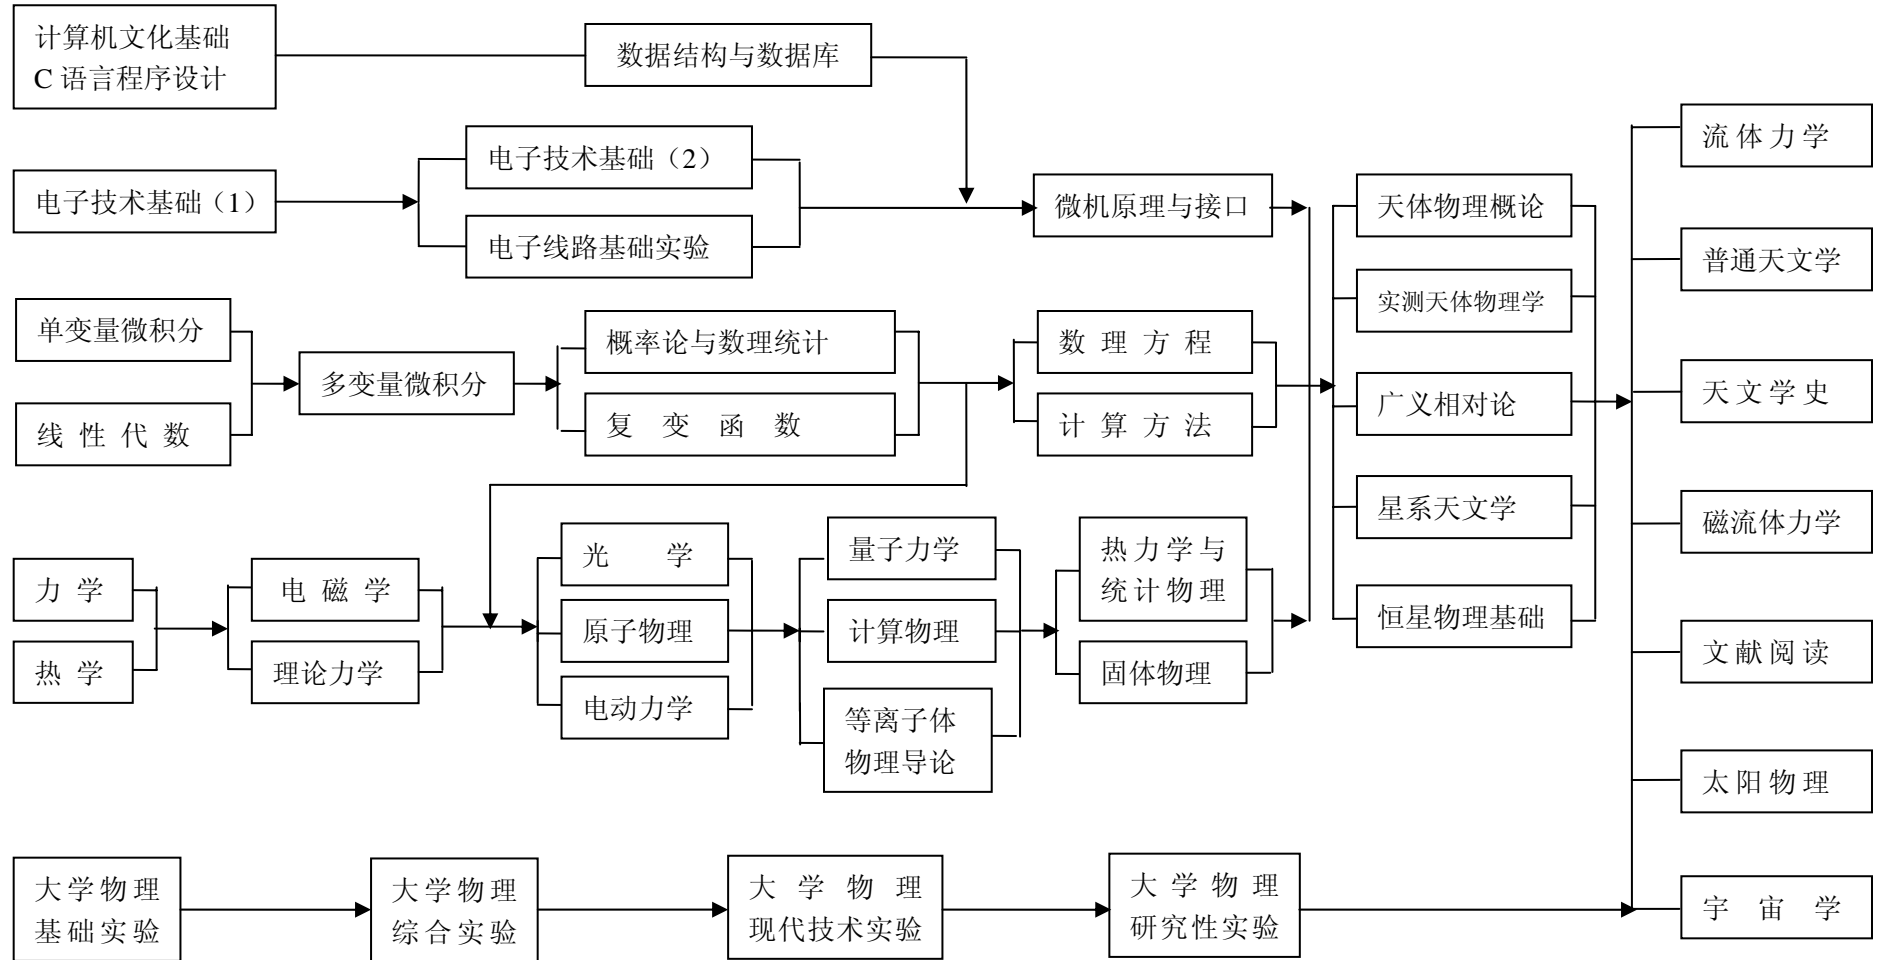 计算机文化基础
C 语言程序设计
数据结构与数据库
电子技术基础（1）
电子技术基础（2）
电子线路基础实验
微机原理与接口
单变量微积分
线性代数
多变量微积分
概率论与数理统计
复变函数
数理方程
计算方法
力学
热学
电磁学
理论力学
光学
原子物理
电动力学
量子力学
计算物理
等离子体
物理导论
热力学与
统计物理
固体物理
天体物理概论
实测天体物理学
广义相对论
星系天文学
恒星物理基础
流体力学
普通天文学
天文学史
磁流体力学
文献阅读
太阳物理
宇宙学
大学物理
基础实验
大学物理
综合实验
大学物理
现代技术实验
大学物理
研究性实验